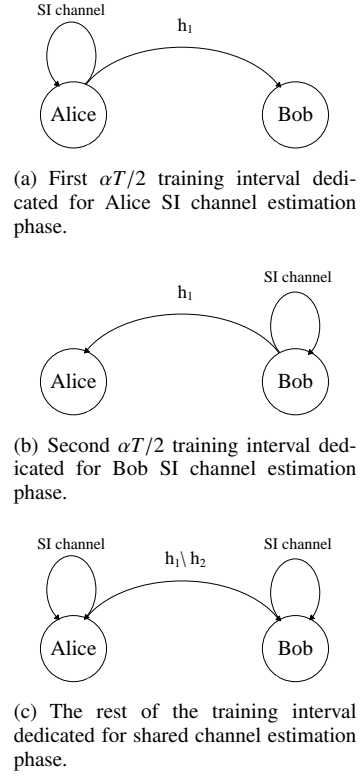 SI channel
h₁
Alice
Bob
(a) First αT/2 training interval dedi-
cated for Alice SI channel estimation
phase.
SI channel
h₁
Alice
Bob
(b) Second αT/2 training interval ded-
icated for Bob SI channel estimation
phase.
SI channel
SI channel
h₁\ h₂
Alice
Bob
(c) The rest of the training interval
dedicated for shared channel estimation
phase.